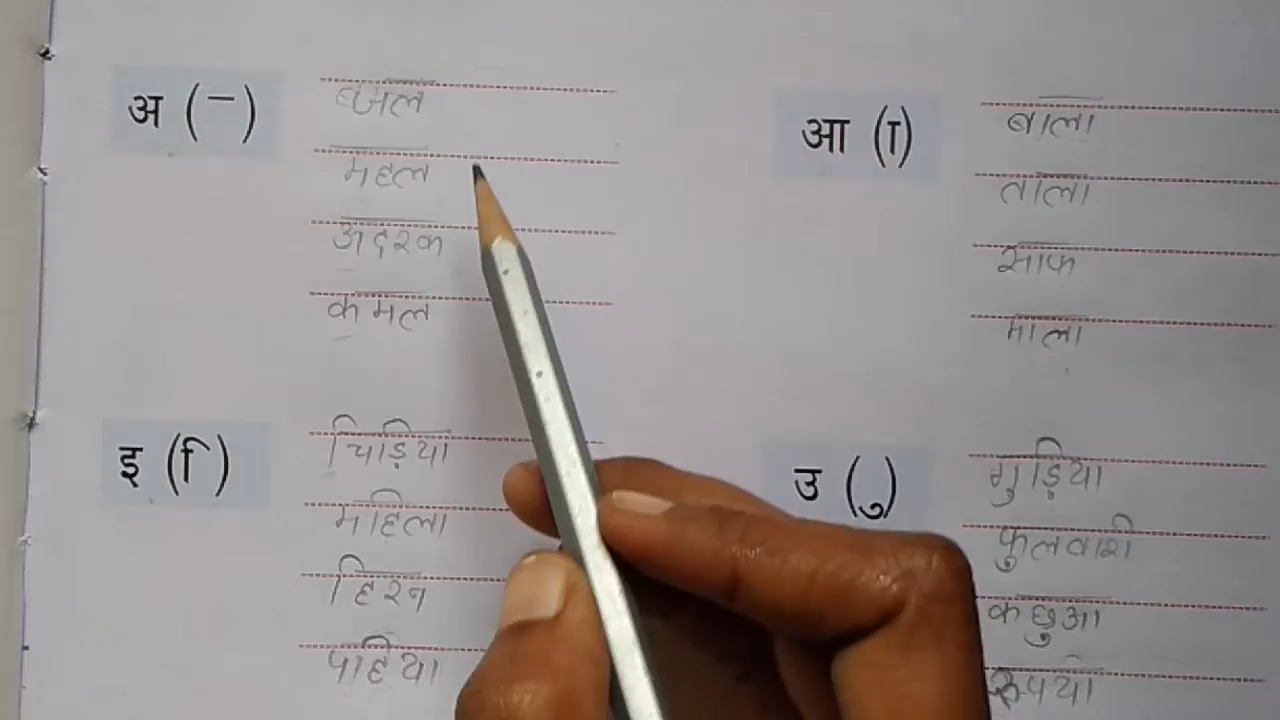 अ (–)
बजल
महल
अदरक
कमल
आ (ा)
बाला
ताला
साफ
माला
इ (ि)
चिड़िया
महिला
हिरन
पहिया
उ (ु)
गुड़िया
फुलवारी
कछुआ
रूपया